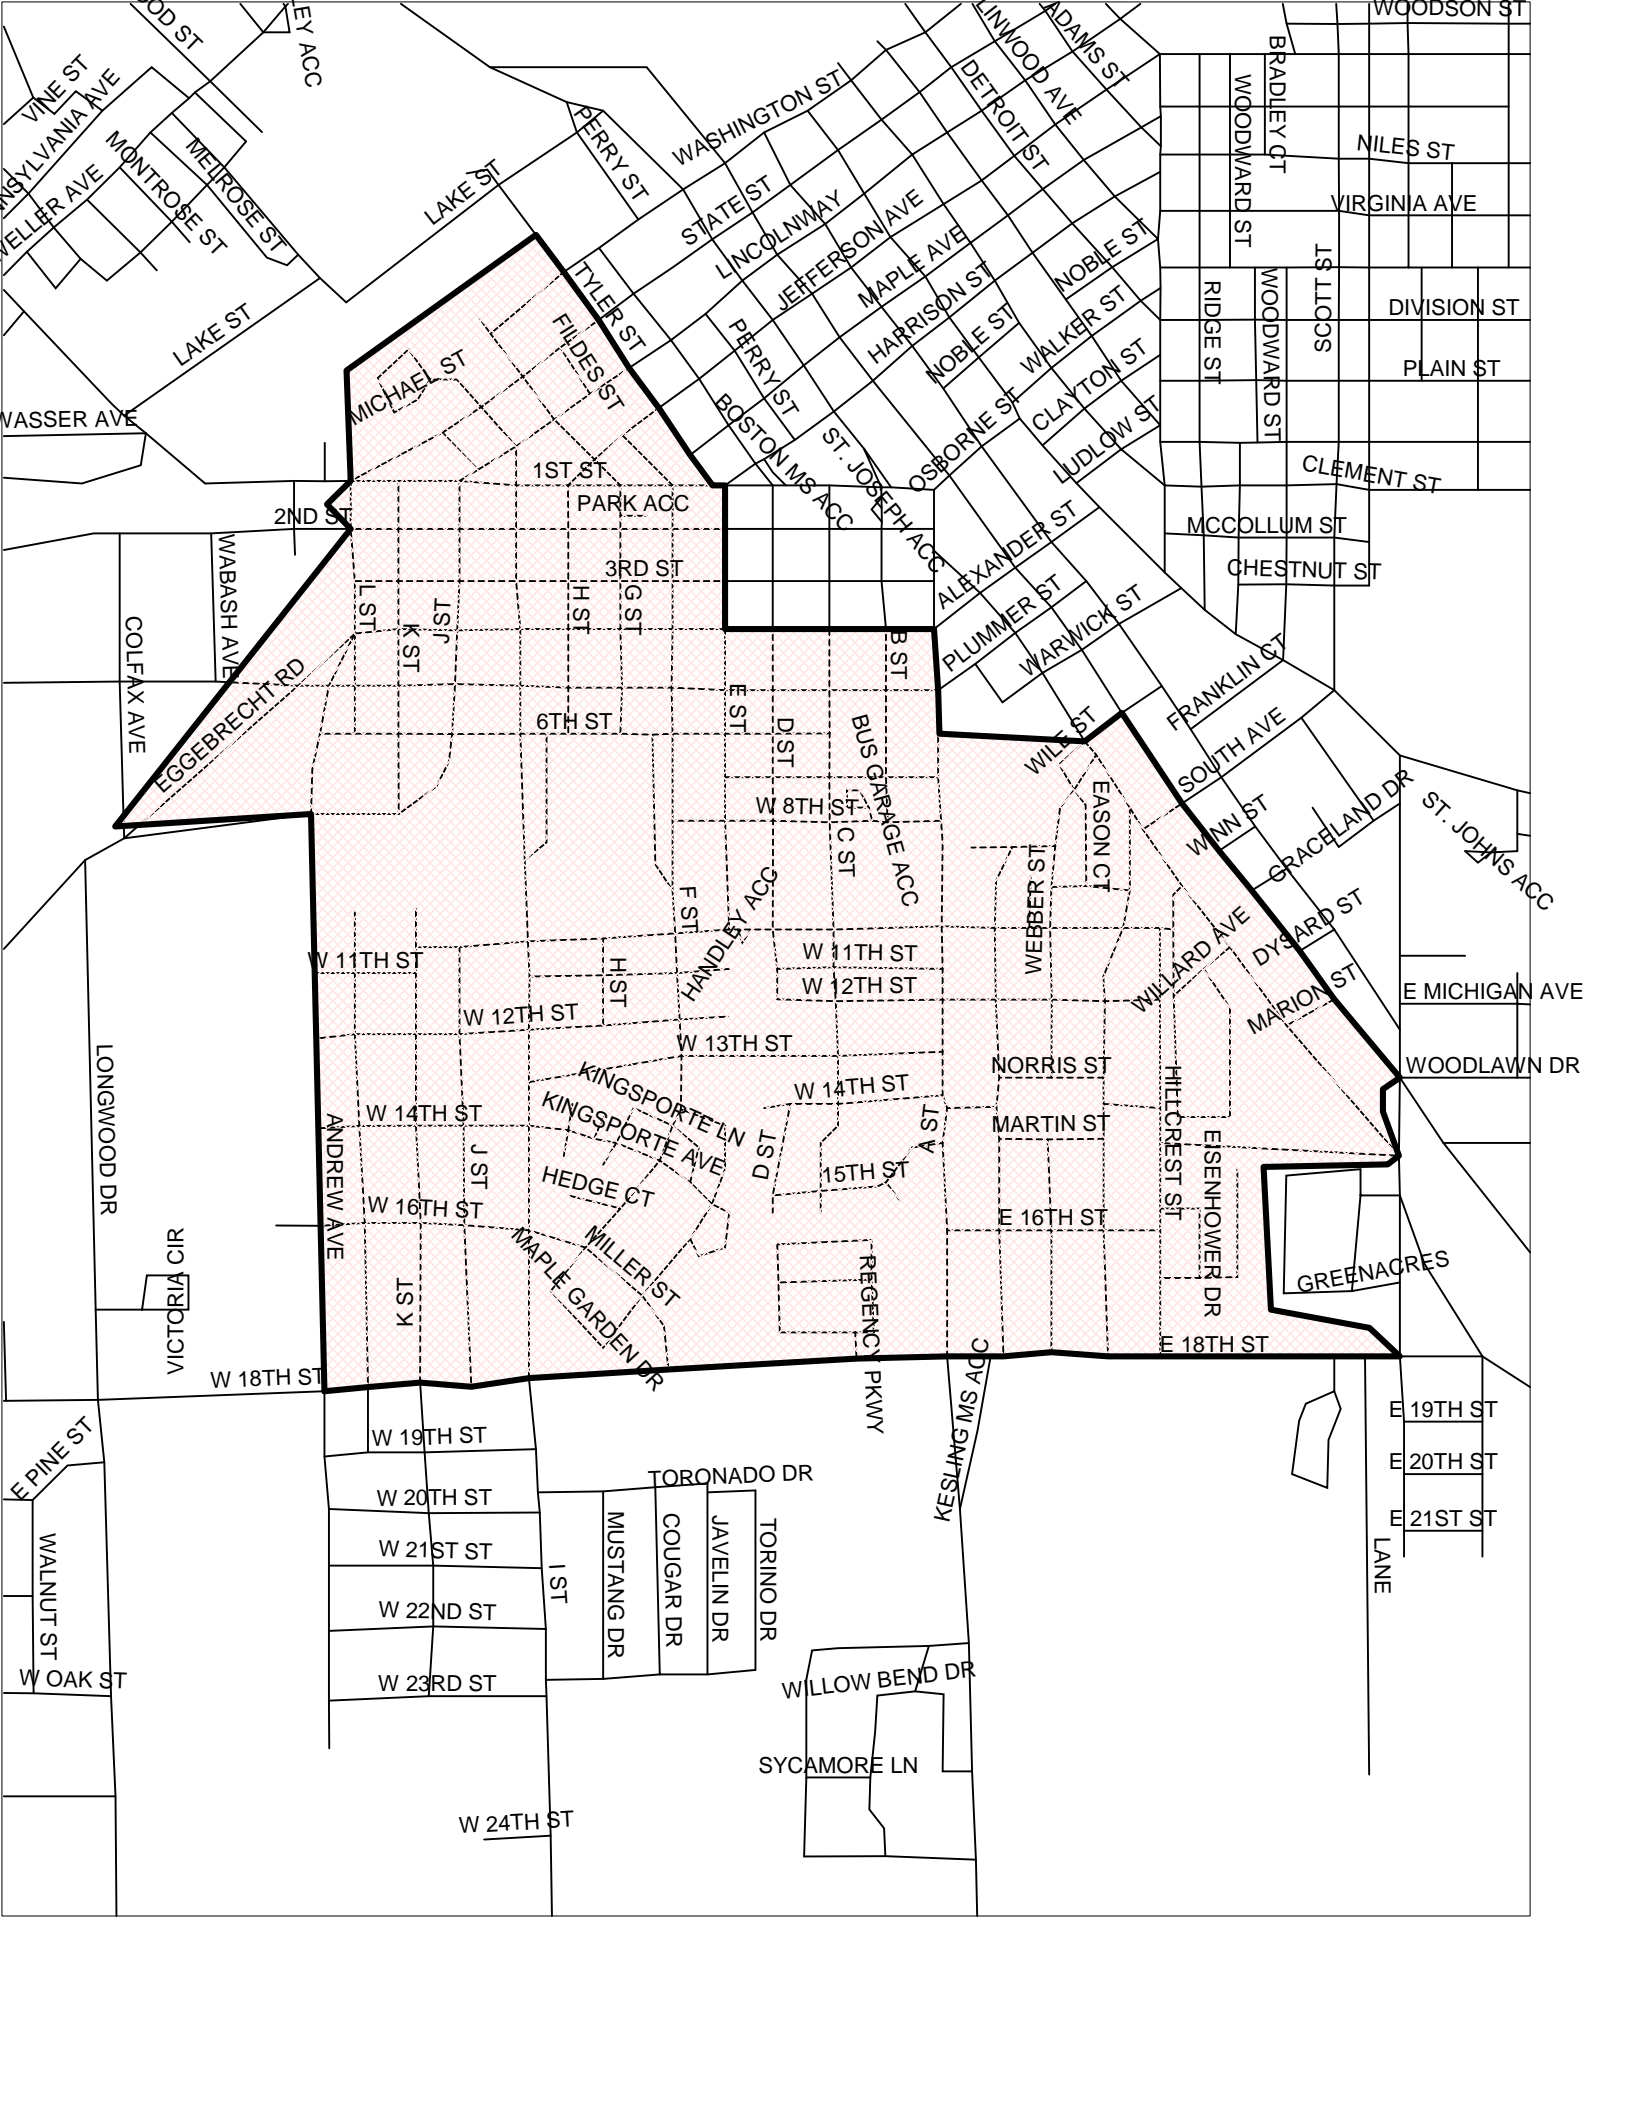 WOODSON ST
VINE ST
MONTROSE ST
MELROSE ST
LAKE ST
PERRY ST
WASHINGTON ST
LINWOOD AVE
ADAMS ST
DETROIT ST
BRADLEY CT
WOODWARD ST
NILES ST
VIRGINIA AVE
STATE ST
LINCOLNWAY
JEFFERSON AVE
MAPLE AVE
HARRISON ST
NOBLE ST
NOBLE ST
WALKER ST
CLAYTON ST
LUDLOW ST
OSBORNE ST
RIDGE ST
WOODWARD ST
SCOTT ST
DIVISION ST
PLAIN ST
CLEMENT ST
MCCOLLUM ST
CHESTNUT ST
LAKE ST
TYLER ST
FILDES ST
MICHAEL ST
PERRY ST
BOSTON MS ACC
ST. JOSEPH ACC
1ST ST
PARK ACC
2ND ST
3RD ST
WABASH AVE
COLFAX AVE
L ST
K ST
J ST
H ST
G ST
ALEXANDER ST
PLUMMER ST
WARWICK ST
FRANKLIN CT
SOUTH AVE
B ST
E ST
D ST
6TH ST
EGGEBRECHT RD
BUS GARAGE ACC
W 8TH ST
C ST
WILE ST
EASON CT
WEBBER ST
WINN ST
GRACELAND DR
ST. JOHNS ACC
DYSARD ST
WILLARD AVE
MARION ST
E MICHIGAN AVE
WOODLAWN DR
F ST
HANDLEY ACC
W 11TH ST
W 11TH ST
W 12TH ST
W 12TH ST
H ST
W 13TH ST
W 14TH ST
W 14TH ST
NORRIS ST
MARTIN ST
HILLCREST ST
EISENHOWER DR
KINGSPORTE LN
KINGSPORTE AVE
HEDGE CT
D ST
A ST
15TH ST
E 16TH ST
W 16TH ST
LONGWOOD DR
ANDREW AVE
J ST
K ST
MILLER ST
MAPLE GARDEN DR
REGENCY PKWY
GREENACRES
E 18TH ST
VICTORIA CIR
W 18TH ST
KESLING MS ACC
E PINE ST
W 19TH ST
W 20TH ST
W 21ST ST
W 22ND ST
W 23RD ST
W 24TH ST
TORONADO DR
MUSTANG DR
COUGAR DR
JAVELIN DR
TORINO DR
I ST
WALNUT ST
W OAK ST
WILLOW BEND DR
SYCAMORE LN
E 19TH ST
E 20TH ST
E 21ST ST
LANE